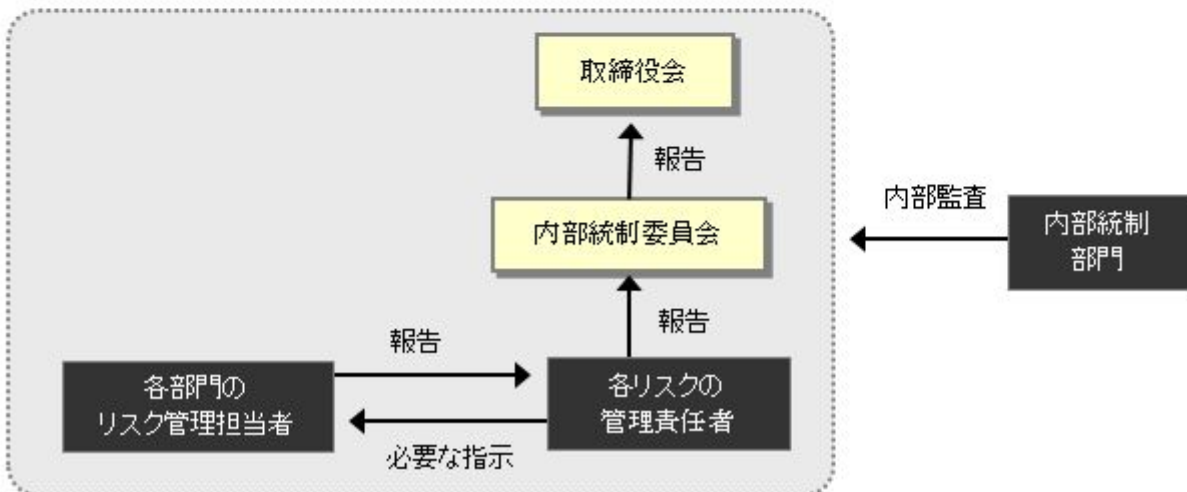 取締役会
報告
内部統制委員会
内部監査
内部統制
部門
報告
報告
各部門の
リスク管理担当者
各リスクの
管理責任者
必要な指示